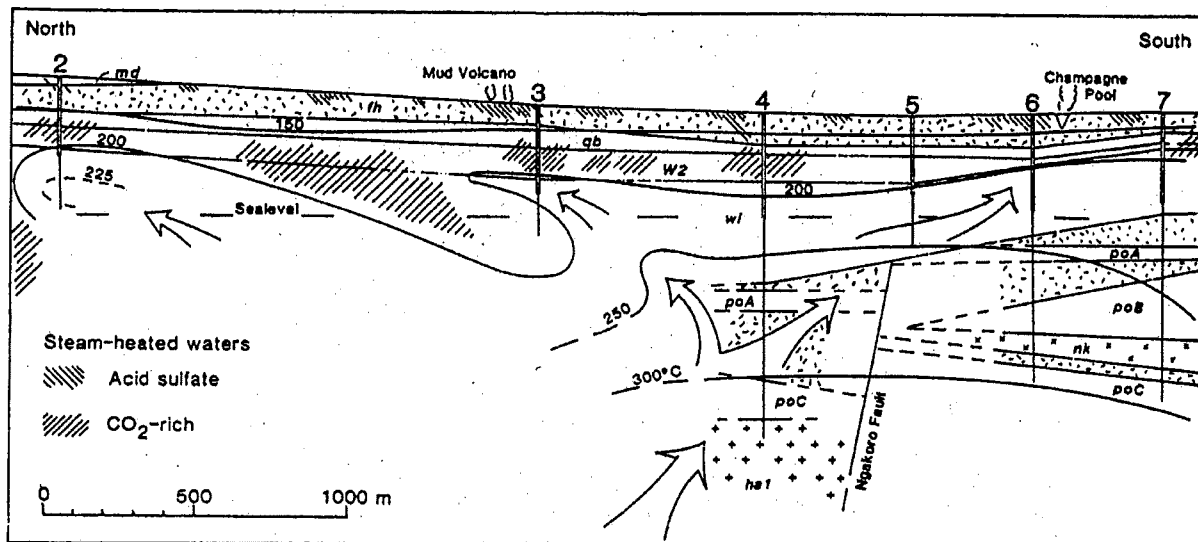 North
South
2
md
Mud Volcano
3
4
5
6
Champagne
Pool
7
fh
150
qb
200
W2
225
200
Sealevel
wl
poA
250
poA
poB
nk
300°C
poC
poC
Ngakoro Fault
ha1
Steam-heated waters
Acid sulfate
CO2-rich
0
500
1000 m